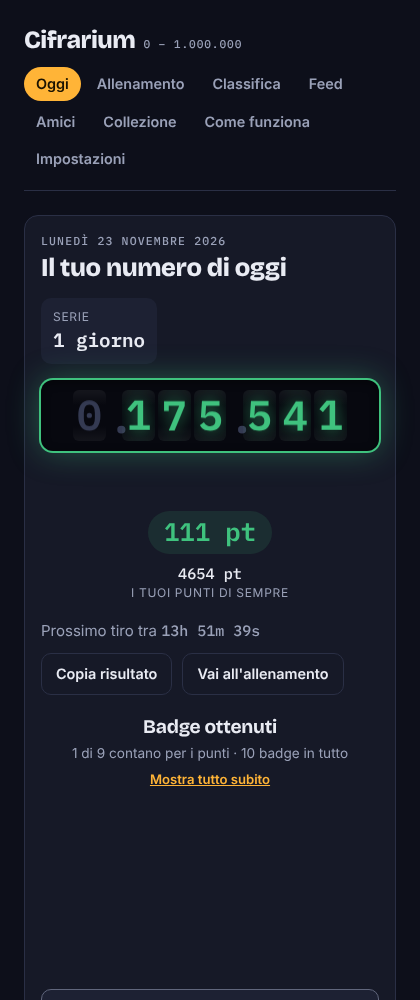 Cifrarium 0 – 1.000.000
Oggi Allenamento Classifica Feed
Amici Collezione Come funziona
Impostazioni
LUNEDÌ 23 NOVEMBRE 2026
Il tuo numero di oggi
SERIE
1 giorno
0.175.541
111 pt
4654 pt
I TUOI PUNTI DI SEMPRE
Prossimo tiro tra 13h 51m 39s
Copia risultato Vai all'allenamento
Badge ottenuti
1 di 9 contano per i punti · 10 badge in tutto
Mostra tutto subito